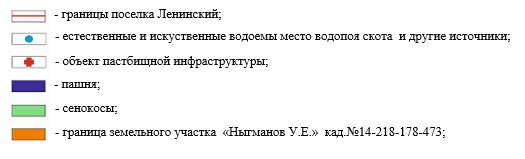 - границы поселка Ленинский;
- естественные и искуственные водоемы место водопоя скота и другие источники;
- объект пастбищной инфраструктуры;
- пашня;
- сенокосы;
- граница земельного участка «Ныгманов У.Е.» кад.№14-218-178-473;